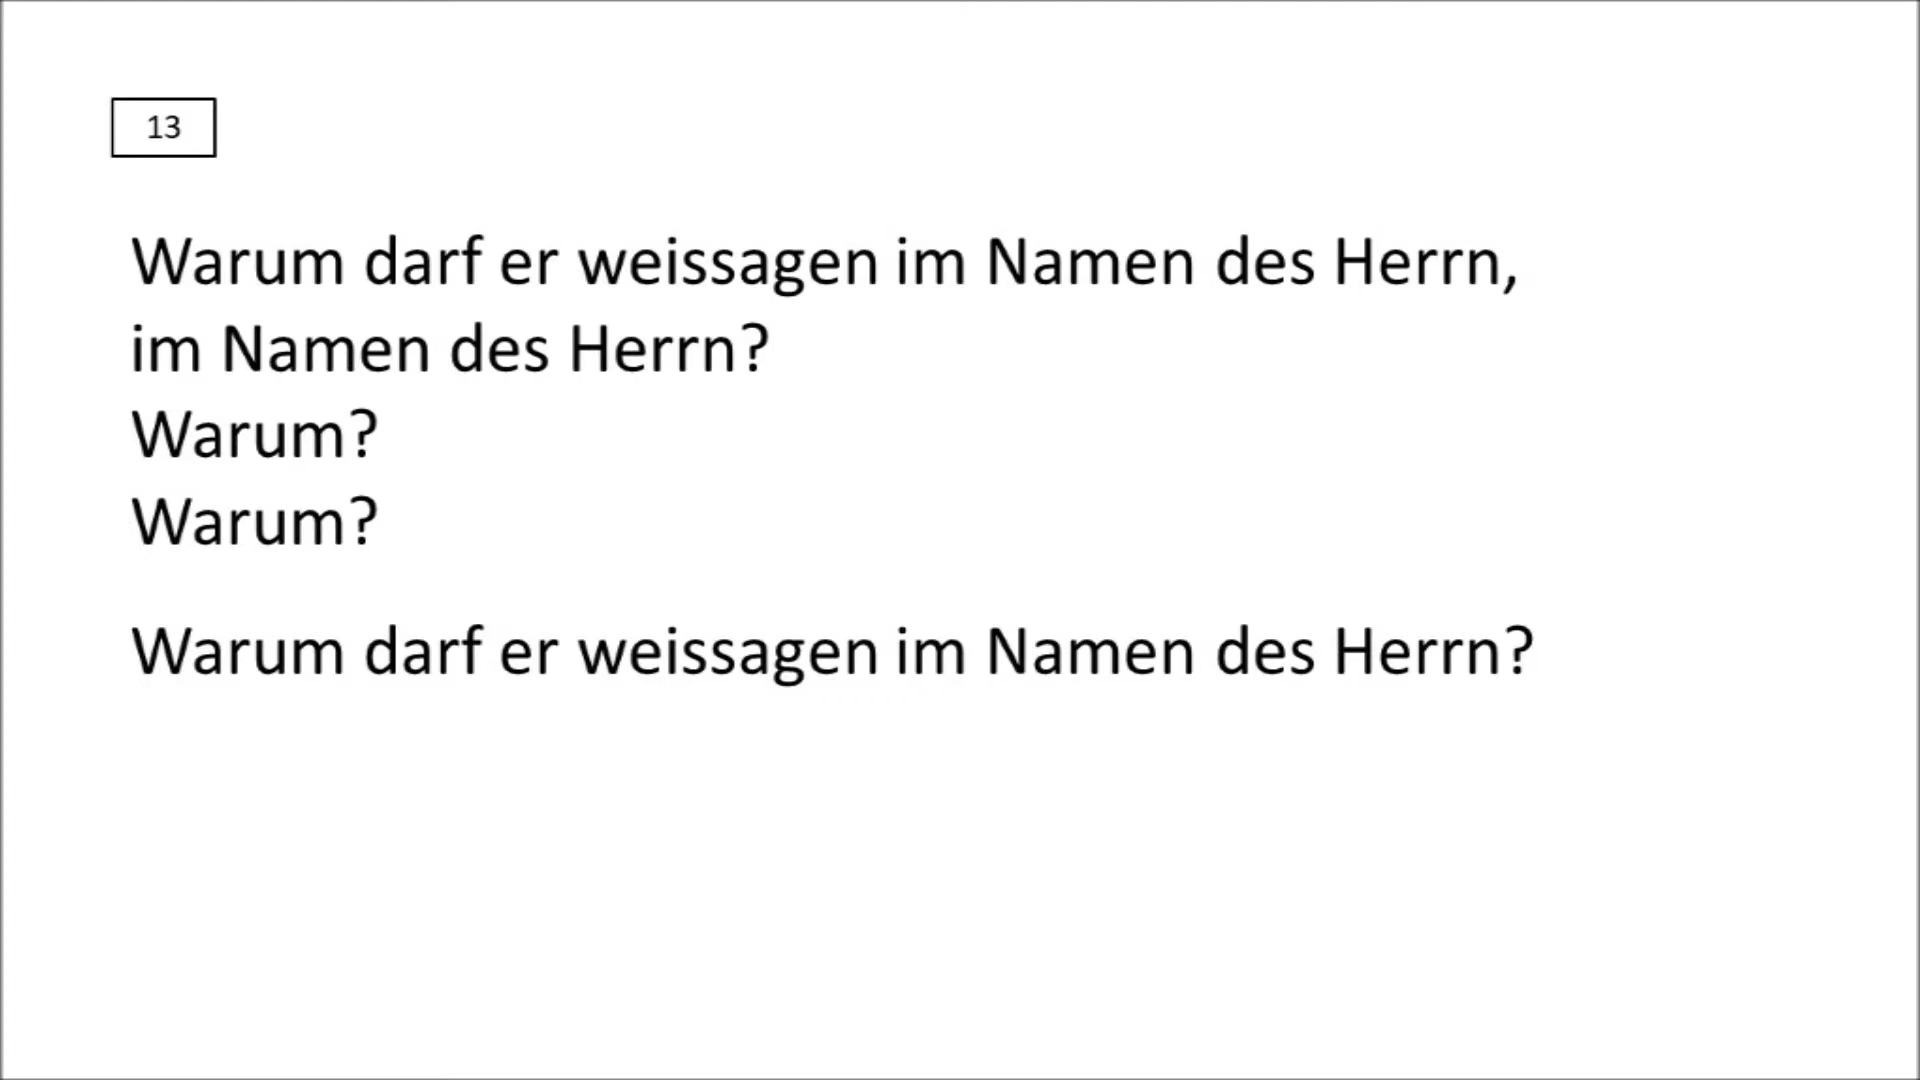 13
Warum darf er weissagen im Namen des Herrn,
im Namen des Herrn?
Warum?
Warum?
Warum darf er weissagen im Namen des Herrn?